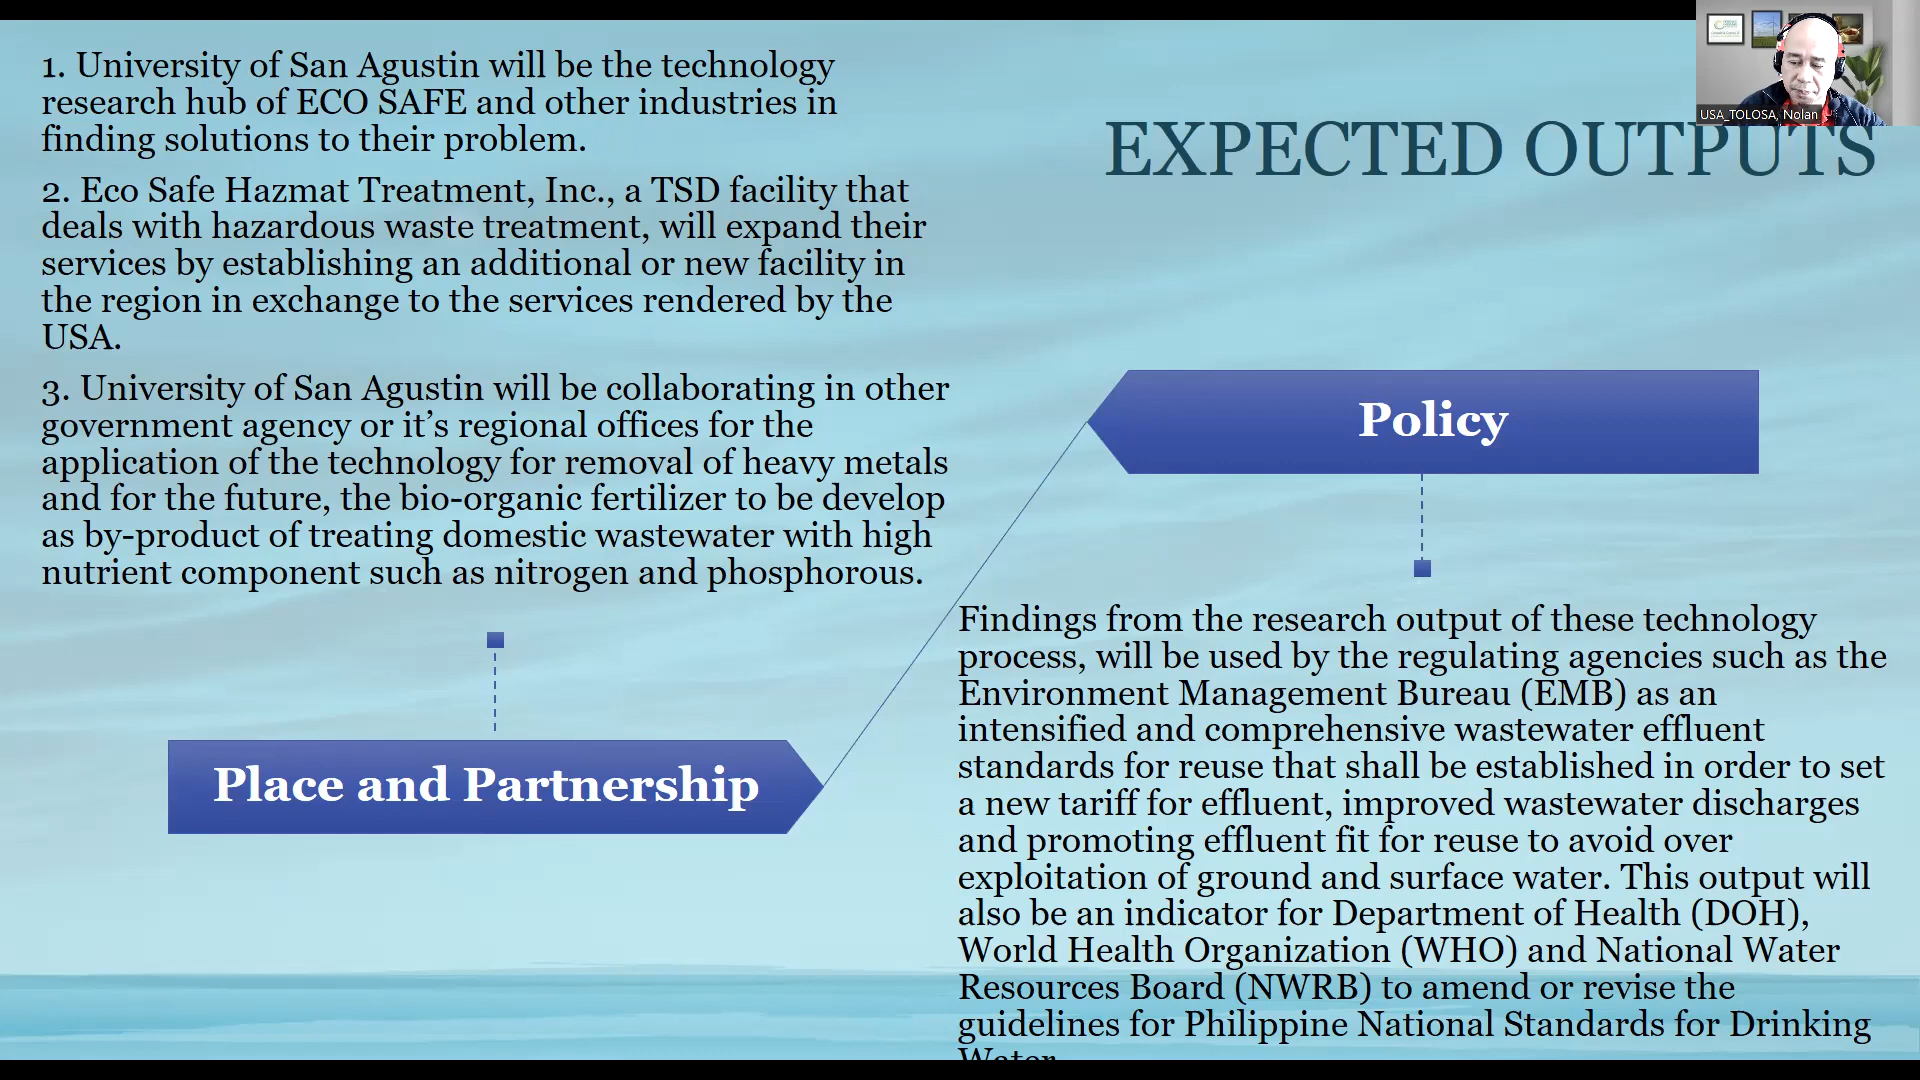 1. University of San Agustin will be the technology
research hub of ECO SAFE and other industries in
finding solutions to their problem.
2. Eco Safe Hazmat Treatment, Inc., a TSD facility that
deals with hazardous waste treatment, will expand their
services by establishing an additional or new facility in
the region in exchange to the services rendered by the
USA.
3. University of San Agustin will be collaborating in other
government agency or it’s regional offices for the
application of the technology for removal of heavy metals
and for the future, the bio-organic fertilizer to be develop
as by-product of treating domestic wastewater with high
nutrient component such as nitrogen and phosphorous.
Place and Partnership
USA_TOLOSA, Nolan
EXPECTED OUTPUTS
Policy
Findings from the research output of these technology
process, will be used by the regulating agencies such as the
Environment Management Bureau (EMB) as an
intensified and comprehensive wastewater effluent
standards for reuse that shall be established in order to set
a new tariff for effluent, improved wastewater discharges
and promoting effluent fit for reuse to avoid over
exploitation of ground and surface water. This output will
also be an indicator for Department of Health (DOH),
World Health Organization (WHO) and National Water
Resources Board (NWRB) to amend or revise the
guidelines for Philippine National Standards for Drinking
Water